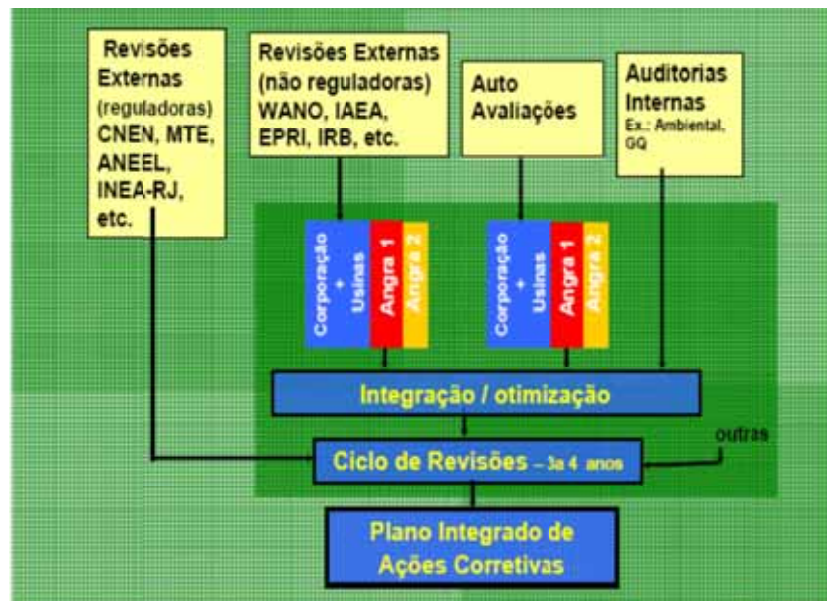 Revisões
Externas
(reguladoras)
CNEN, MTE,
ANEEL,
INEA-RJ,
etc.
Revisões Externas
(não reguladoras)
WANO, IAEA,
EPRI, IRB, etc.
Auto
Avaliações
Auditorias
Internas
Ex.: Ambiental,
GQ
Corporação
+
Usinas
Angra 1
Angra 2
Corporação
+
Usinas
Angra 1
Angra 2
Integração / otimização
outras
Ciclo de Revisões – 3a 4 anos
Plano Integrado de
Ações Corretivas